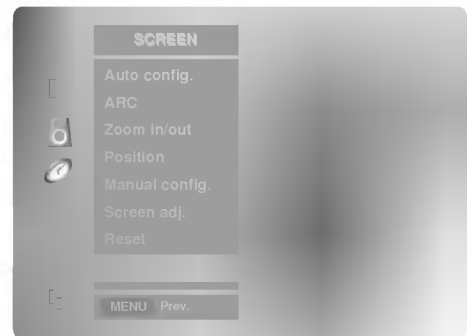 SCREEN
Auto config.
ARC
Zoom in/out
Position
Manual config.
Screen adj.
Reset
MENU Prev.